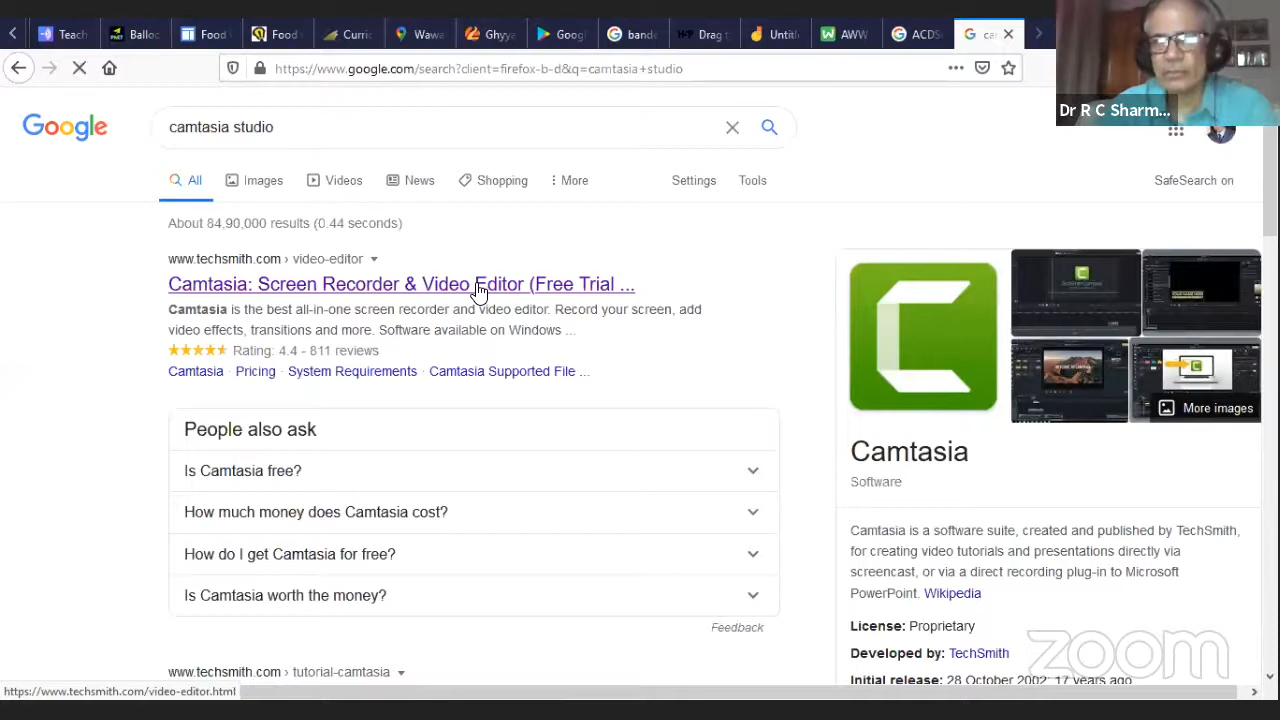 Teach
Balloc
Food
Food
Curric
Wawa
Ghyya
Googl
bande
Drag t
Untitl
AWW
ACDS
https://www.google.com/search?client=firefox-b-d&q=camtasia+studio
Dr R C Sharm...
Google
camtasia studio
All
Images
Videos
News
Shopping
More
Settings
Tools
SafeSearch on
About 84,90,000 results (0.44 seconds)
www.techsmith.com › video-editor
Camtasia: Screen Recorder & Video Editor (Free Trial ...
Camtasia is the best all-in-one screen recorder and video editor. Record your screen, add
video effects, transitions and more. Software available on Windows ...
Rating: 4.4 - 811 reviews
Camtasia · Pricing · System Requirements · Camtasia Supported File ...
People also ask
Is Camtasia free?
How much money does Camtasia cost?
How do I get Camtasia for free?
Is Camtasia worth the money?
Feedback
www.techsmith.com › tutorial-camtasia
https://www.techsmith.com/video-editor.html
More images
Camtasia
Software
Camtasia is a software suite, created and published by TechSmith,
for creating video tutorials and presentations directly via
screencast, or via a direct recording plug-in to Microsoft
PowerPoint. Wikipedia
License: Proprietary
Developed by: TechSmith
Initial release: 28 October 2002; 17 years ago
zoom